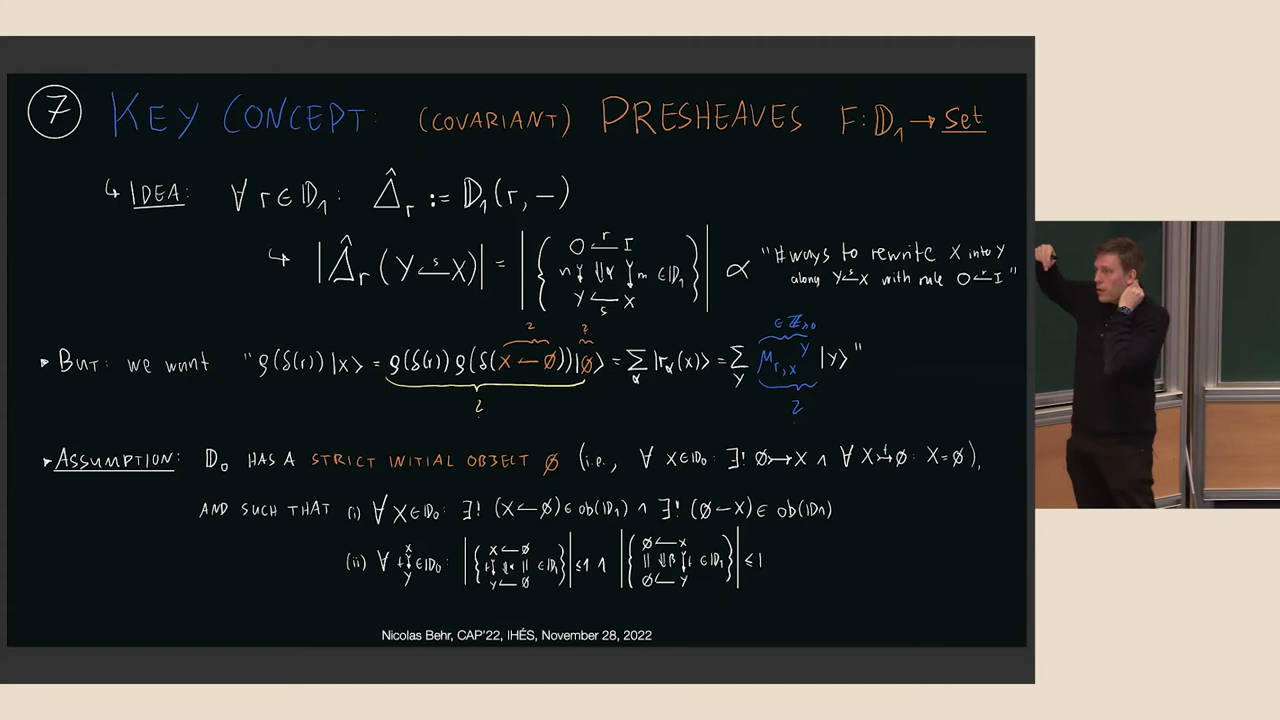 7 KEY CONCEPT: (COVARIANT) PRESHEAVES F: 𝔻₁ → Set
↳ IDEA: ∀ r ∈ 𝔻₁: Δ̂ᵣ := 𝔻₁(r, −)
↳ |Δ̂ᵣ(Y ←s X)| = |{ O ←r I, n ↓ ⇓α ↓ m ∈ 𝔻₁, Y ←s X }| ∝ "# ways to rewrite X into Y
along Y ←s X with rule O ←r I"
▸ BUT: we want "ρ(δ(r))|X⟩ = ρ(δ(r))ρ(δ(X ← ∅))|∅⟩ = Σ_α |r_α(X)⟩ = Σ_Y M_{r,X}^Y |Y⟩"
? ? ∈ ℤ≥0
? ?
▸ ASSUMPTION: 𝔻₀ HAS A STRICT INITIAL OBJECT ∅ (i.e., ∀ X ∈ 𝔻₀: ∃! ∅ ↣ X ∧ ∀ X →f ∅: X = ∅),
AND SUCH THAT (i) ∀ X ∈ 𝔻₀: ∃! (X ← ∅) ∈ ob(𝔻₁) ∧ ∃! (∅ ← X) ∈ ob(𝔻₁)
(ii) ∀ X ↓f Y ∈ 𝔻₀: |{ X ← ∅, f ↓ ⇓α ‖ ∈ 𝔻₁, Y ← ∅ }| ≤ 1 ∧ |{ ∅ ← X, ‖ ⇓β ↓ f ∈ 𝔻₁, ∅ ← Y }| ≤ 1
Nicolas Behr, CAP'22, IHÉS, November 28, 2022